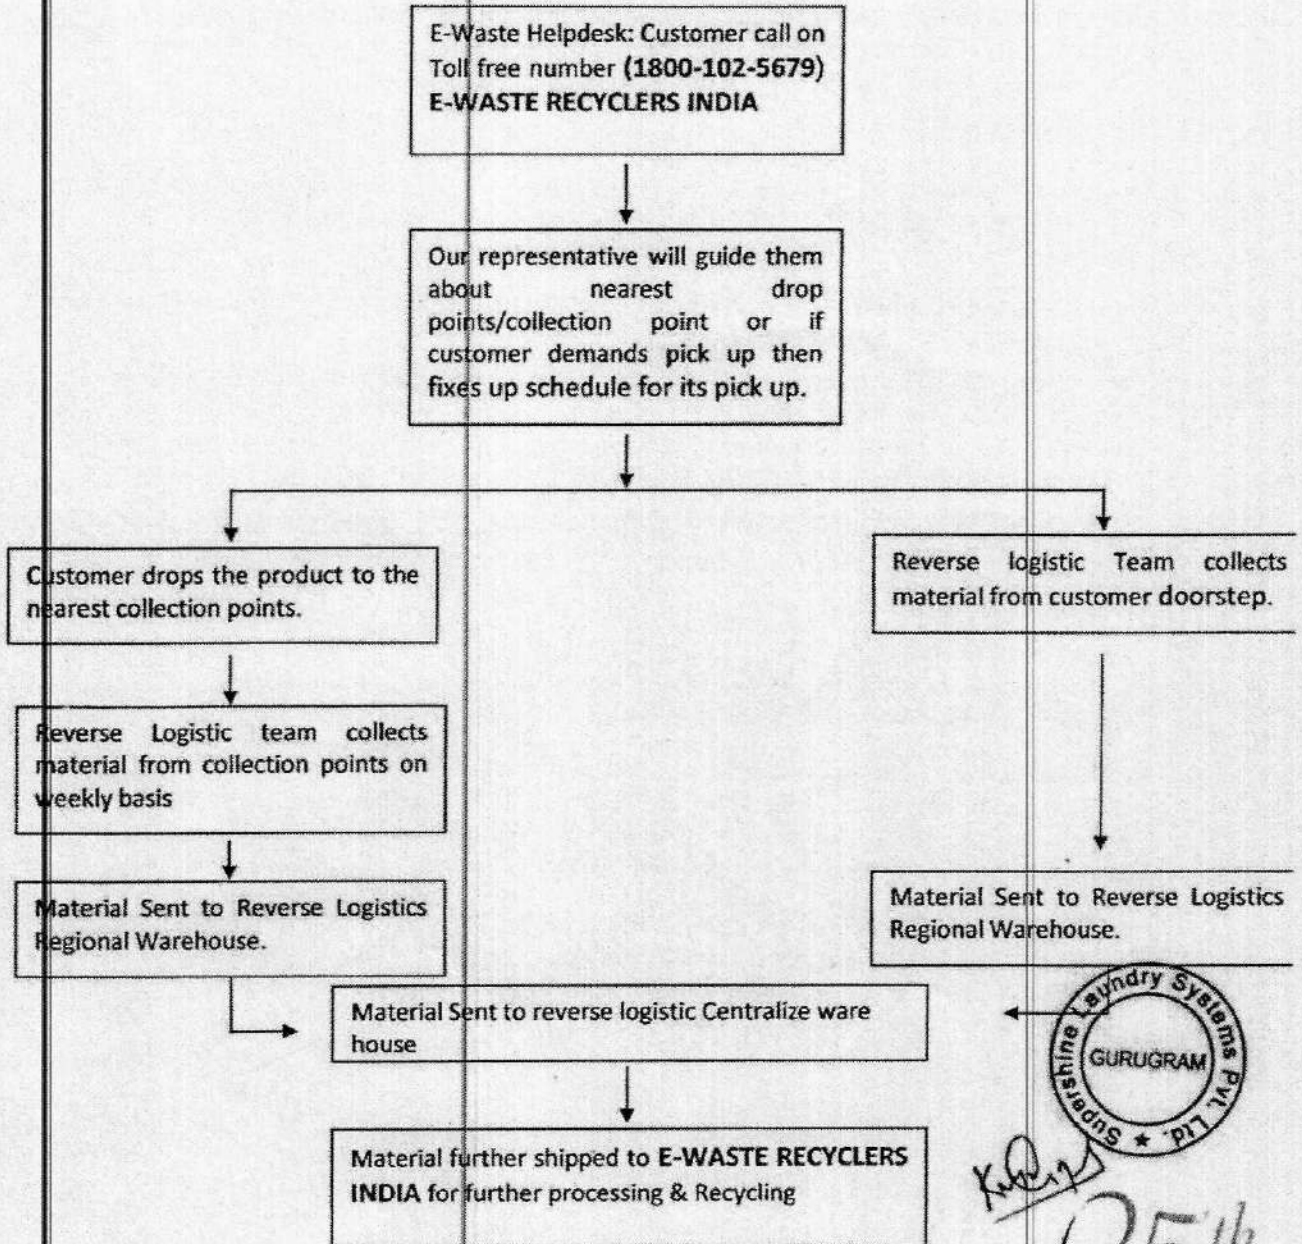 E-Waste Helpdesk: Customer call on
Toll free number (1800-102-5679)
E-WASTE RECYCLERS INDIA
Our representative will guide them
about nearest drop
points/collection point or if
customer demands pick up then
fixes up schedule for its pick up.
Customer drops the product to the
nearest collection points.
Reverse logistic Team collects
material from customer doorstep.
Reverse Logistic team collects
material from collection points on
weekly basis
Material Sent to Reverse Logistics
Regional Warehouse.
Material Sent to Reverse Logistics
Regional Warehouse.
Material Sent to reverse logistic Centralize ware
house
Supershine Laundry Systems Pvt. Ltd.
GURUGRAM
Material further shipped to E-WASTE RECYCLERS
INDIA for further processing & Recycling